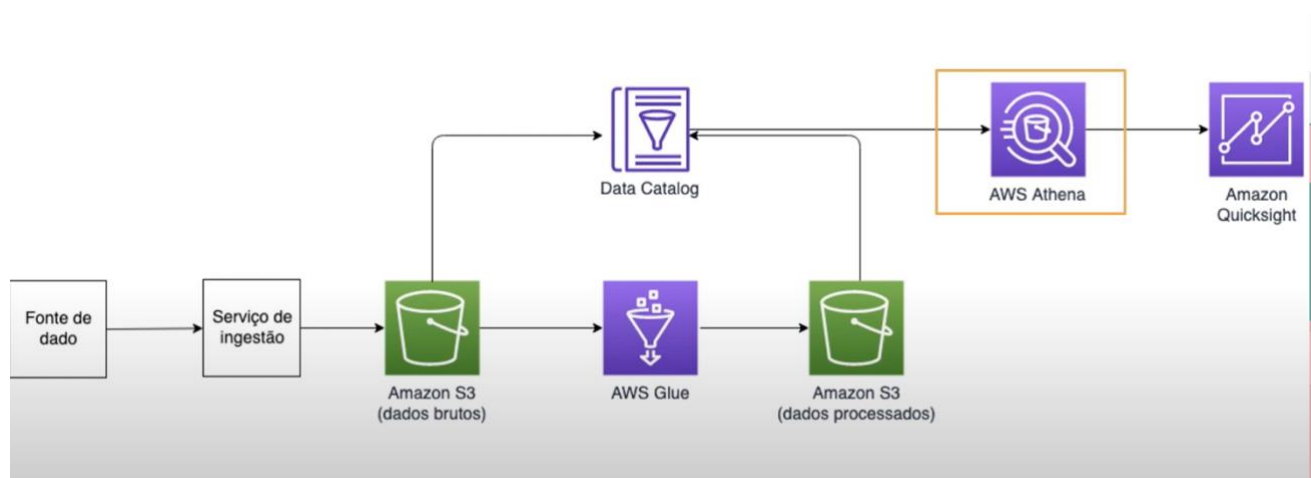 Data Catalog
AWS Athena
Amazon
Quicksight
Fonte de
dado
Serviço de
ingestão
Amazon S3
(dados brutos)
AWS Glue
Amazon S3
(dados processados)